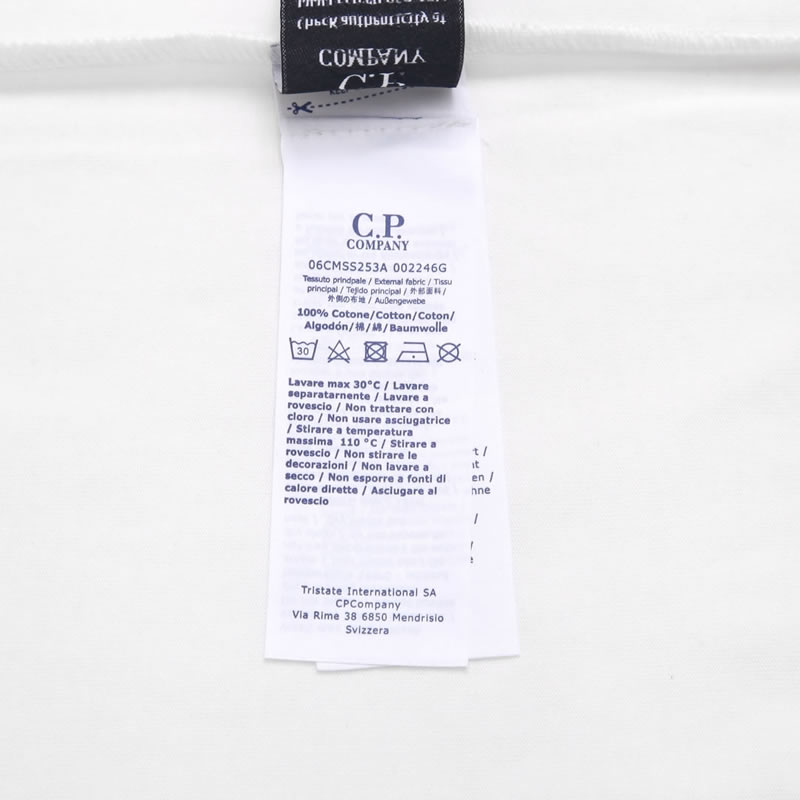 Check authenticity at
COMPANY
C.P.
C.P.
COMPANY
06CMSS253A 002246G
Tessuto principale / External fabric / Tissu
principal / Tejido principal / 外部面料 /
外側の布地 / Außengewebe
100% Cotone/Cotton/Coton/
Algodón/棉/綿/Baumwolle
30
Lavare max 30°C / Lavare
separatamente / Lavare a
rovescio / Non trattare con
cloro / Non usare asciugatrice
/ Stirare a temperatura
massima 110 °C / Stirare a
rovescio / Non stirare le
decorazioni / Non lavare a
secco / Non esporre a fonti di
calore dirette / Asciugare al
rovescio
Tristate International SA
CPCompany
Via Rime 38 6850 Mendrisio
Svizzera